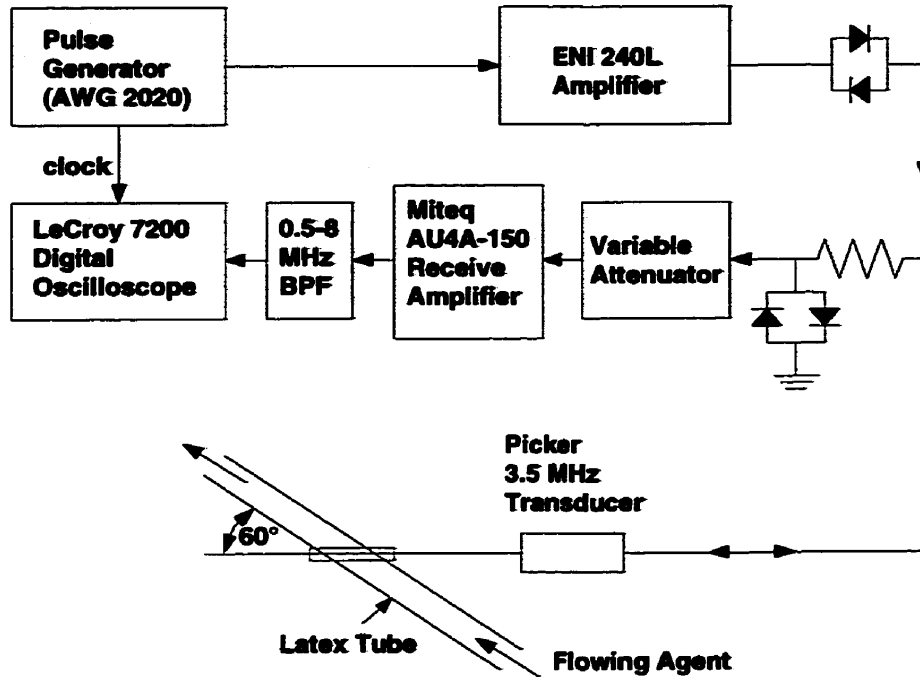 Pulse
Generator
(AWG 2020)
ENI 240L
Amplifier
clock
LeCroy 7200
Digital
Oscilloscope
0.5-8
MHz
BPF
Miteq
AU4A-150
Receive
Amplifier
Variable
Attenuator
Picker
3.5 MHz
Transducer
60°
Latex Tube
Flowing Agent